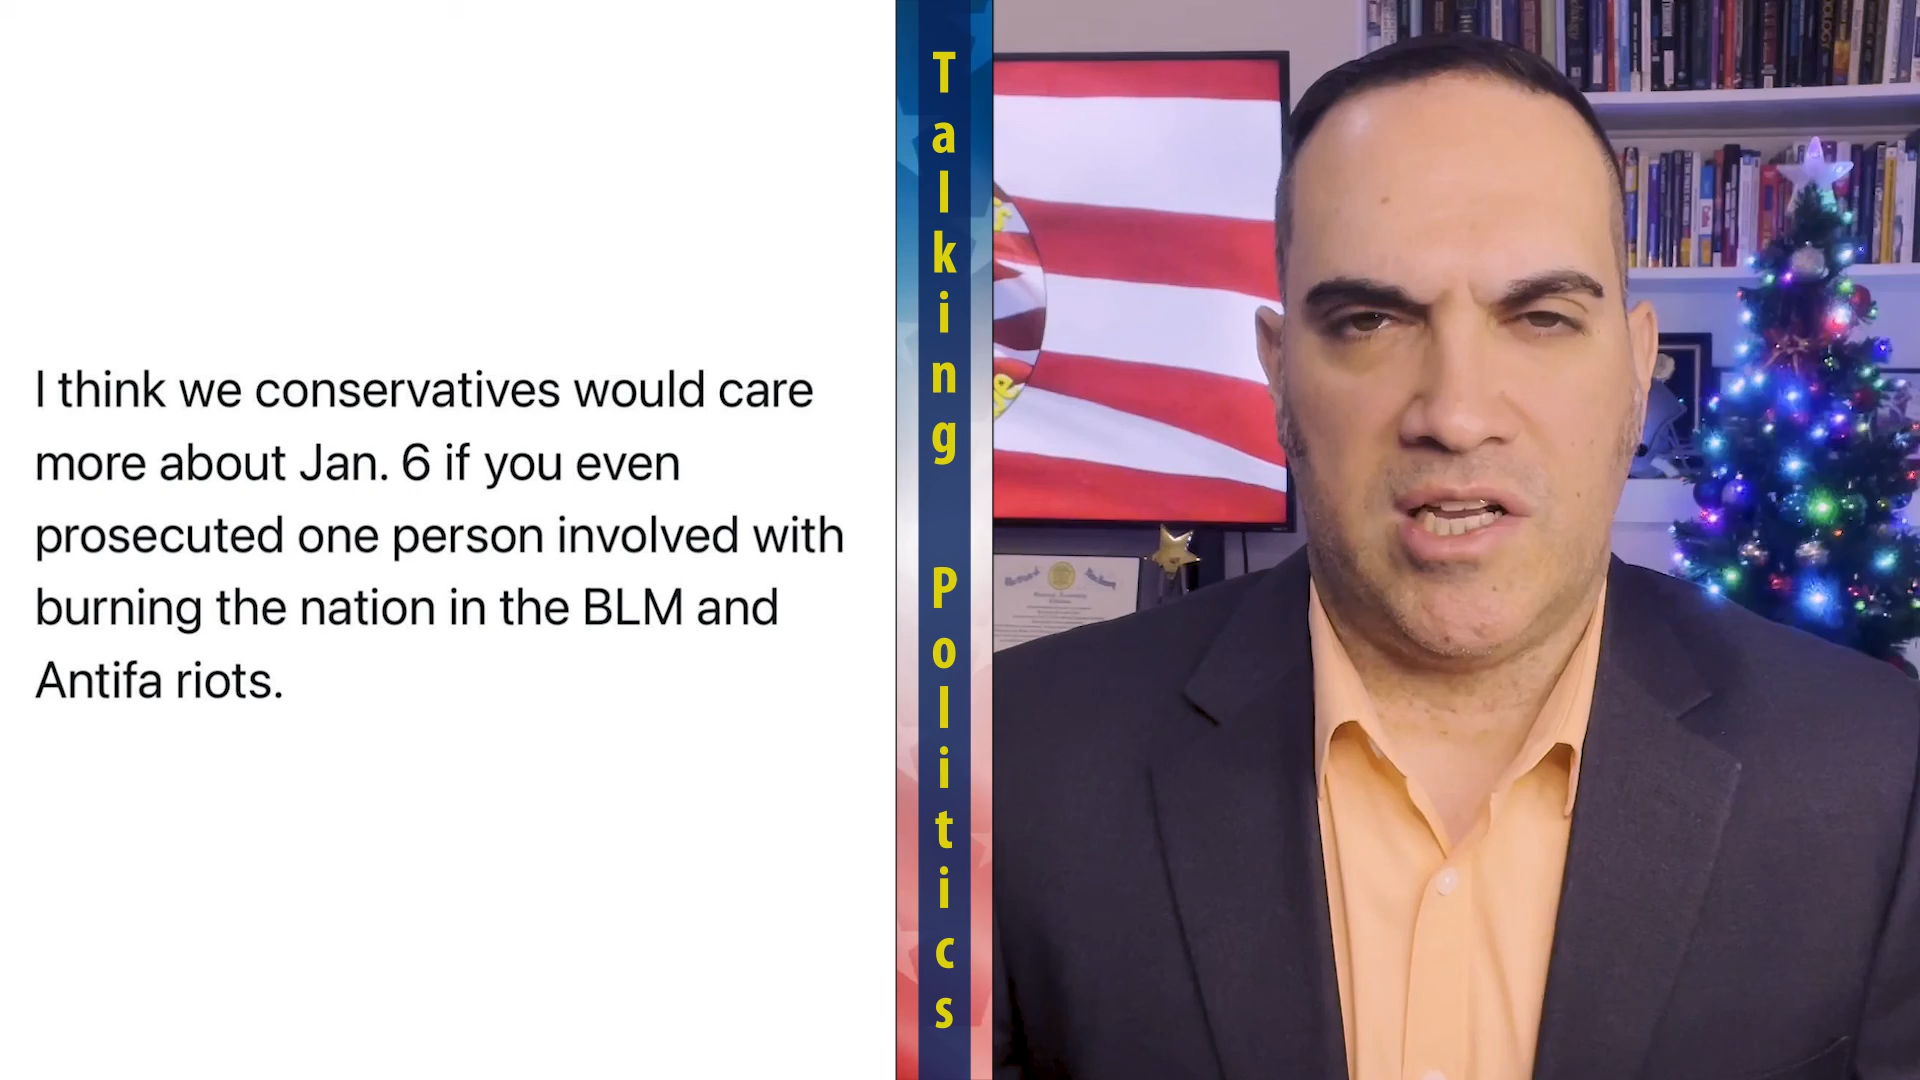 I think we conservatives would care
more about Jan. 6 if you even
prosecuted one person involved with
burning the nation in the BLM and
Antifa riots.
Talking Politics